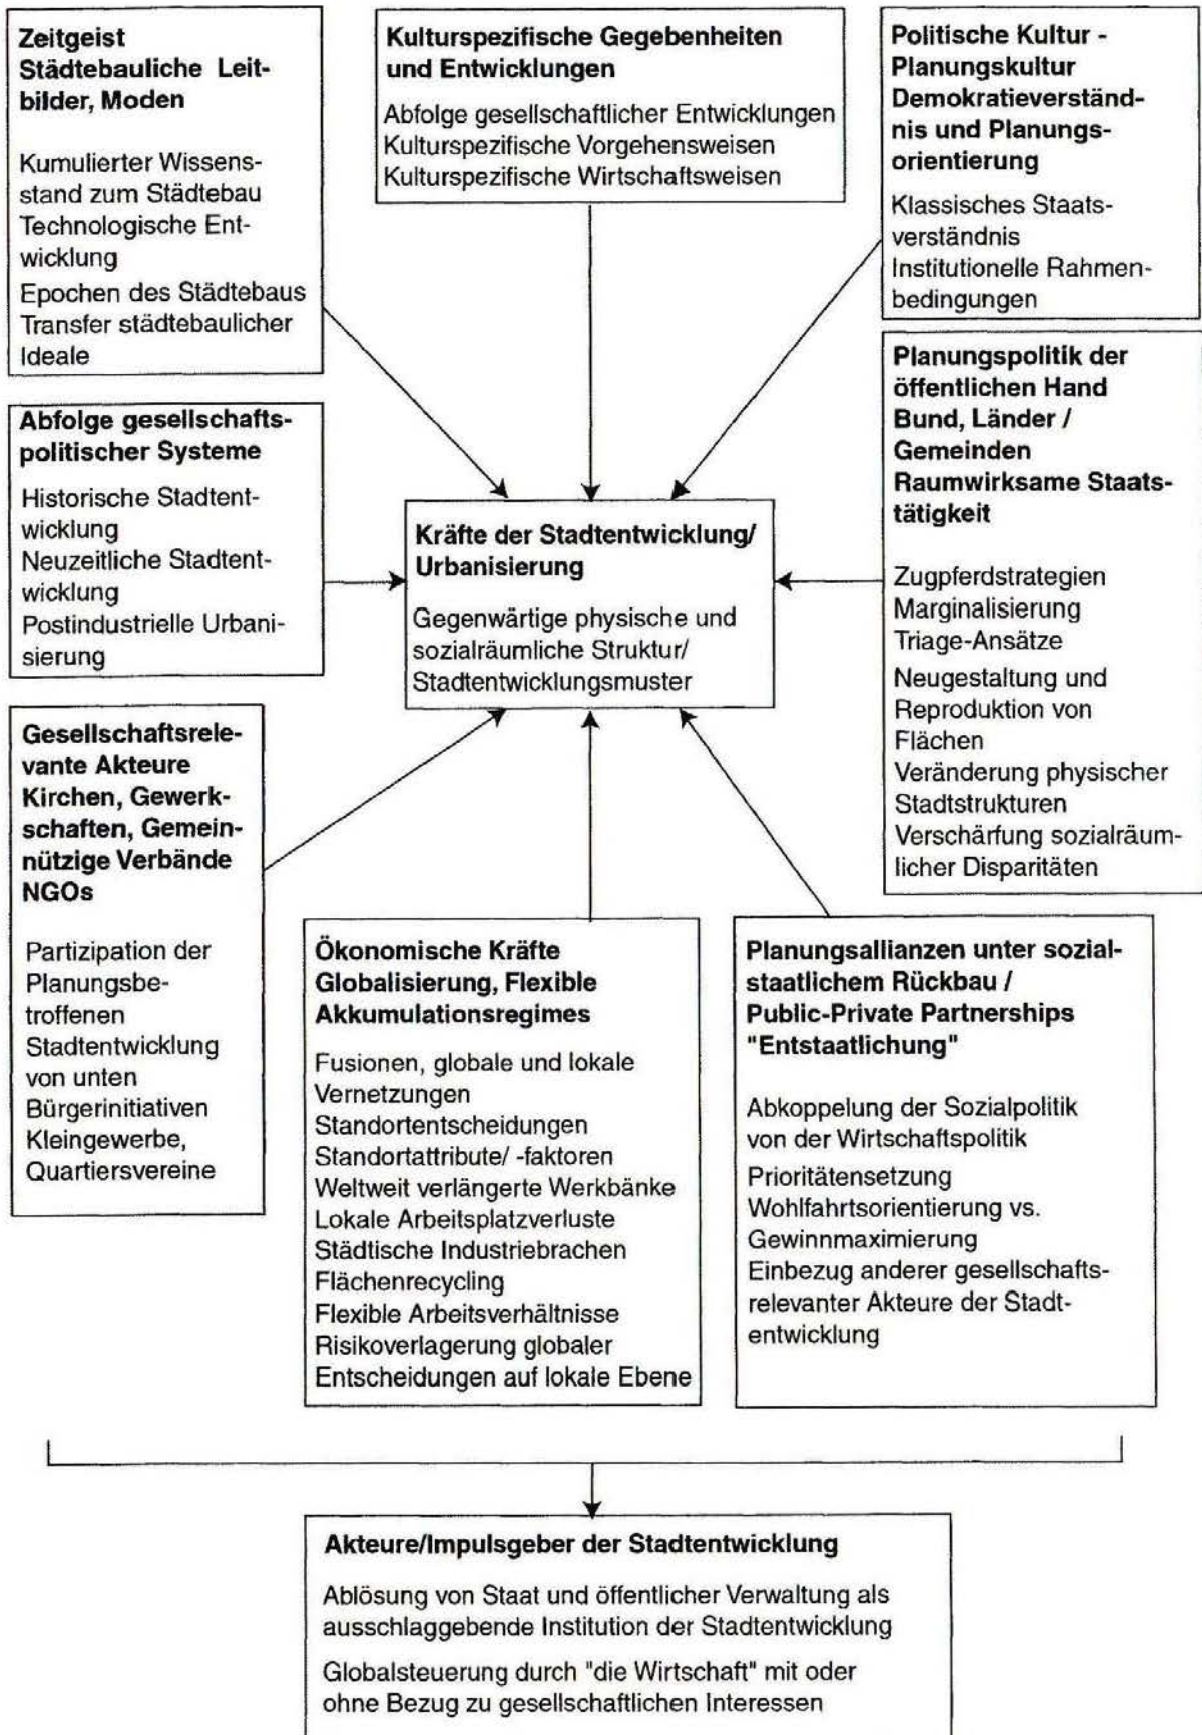 Zeitgeist
Städtebauliche Leit-
bilder, Moden
Kumulierter Wissens-
stand zum Städtebau
Technologische Ent-
wicklung
Epochen des Städtebaus
Transfer städtebaulicher
Ideale
Kulturspezifische Gegebenheiten
und Entwicklungen
Abfolge gesellschaftlicher Entwicklungen
Kulturspezifische Vorgehensweisen
Kulturspezifische Wirtschaftsweisen
Politische Kultur -
Planungskultur
Demokratieverständ-
nis und Planungs-
orientierung
Klassisches Staats-
verständnis
Institutionelle Rahmen-
bedingungen
Abfolge gesellschafts-
politischer Systeme
Historische Stadtent-
wicklung
Neuzeitliche Stadtent-
wicklung
Postindustrielle Urbani-
sierung
Kräfte der Stadtentwicklung/
Urbanisierung
Gegenwärtige physische und
sozialräumliche Struktur/
Stadtentwicklungsmuster
Planungspolitik der
öffentlichen Hand
Bund, Länder /
Gemeinden
Raumwirksame Staats-
tätigkeit
Zugpferdstrategien
Marginalisierung
Triage-Ansätze
Neugestaltung und
Reproduktion von
Flächen
Veränderung physischer
Stadtstrukturen
Verschärfung sozialräum-
licher Disparitäten
Gesellschaftsrele-
vante Akteure
Kirchen, Gewerk-
schaften, Gemein-
nützige Verbände
NGOs
Partizipation der
Planungsbe-
troffenen
Stadtentwicklung
von unten
Bürgerinitiativen
Kleingewerbe,
Quartiersvereine
Ökonomische Kräfte
Globalisierung, Flexible
Akkumulationsregimes
Fusionen, globale und lokale
Vernetzungen
Standortentscheidungen
Standortattribute/ -faktoren
Weltweit verlängerte Werkbänke
Lokale Arbeitsplatzverluste
Städtische Industriebrachen
Flächenrecycling
Flexible Arbeitsverhältnisse
Risikoverlagerung globaler
Entscheidungen auf lokale Ebene
Planungsallianzen unter sozial-
staatlichem Rückbau /
Public-Private Partnerships
"Entstaatlichung"
Abkoppelung der Sozialpolitik
von der Wirtschaftspolitik
Prioritätensetzung
Wohlfahrtsorientierung vs.
Gewinnmaximierung
Einbezug anderer gesellschafts-
relevanter Akteure der Stadt-
entwicklung
Akteure/Impulsgeber der Stadtentwicklung
Ablösung von Staat und öffentlicher Verwaltung als
ausschlaggebende Institution der Stadtentwicklung
Globalsteuerung durch "die Wirtschaft" mit oder
ohne Bezug zu gesellschaftlichen Interessen